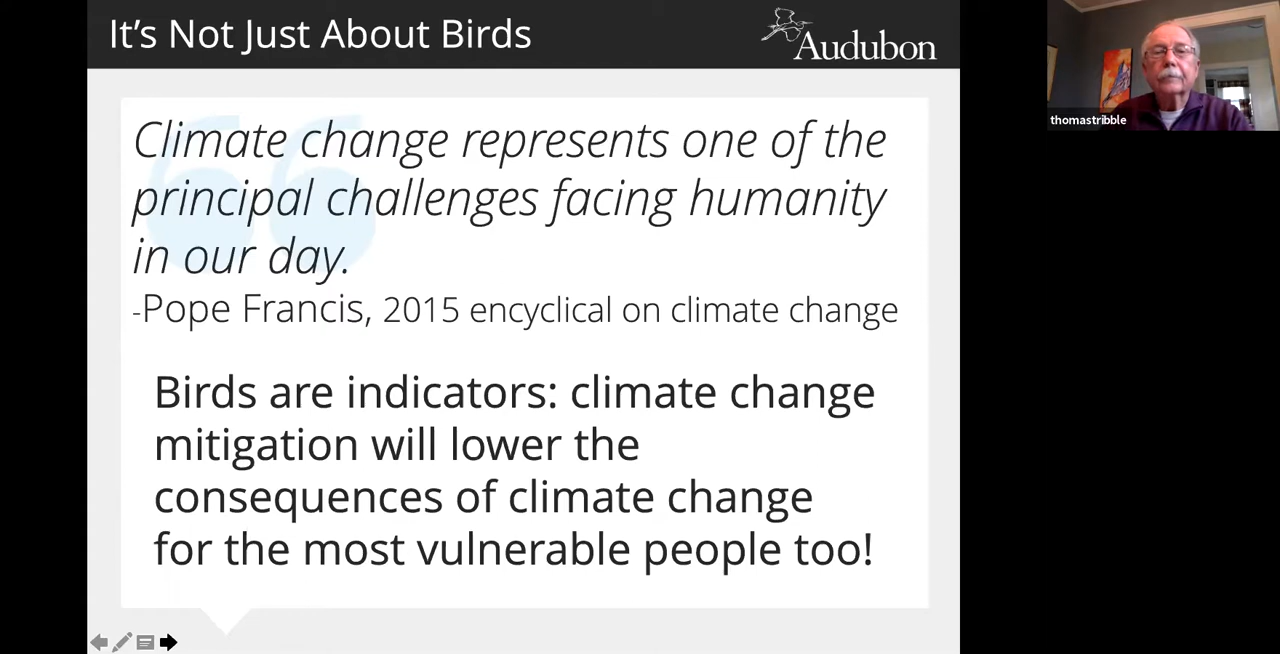 It's Not Just About Birds
Audubon
Climate change represents one of the
principal challenges facing humanity
in our day.
-Pope Francis, 2015 encyclical on climate change
Birds are indicators: climate change
mitigation will lower the
consequences of climate change
for the most vulnerable people too!
thomastribble